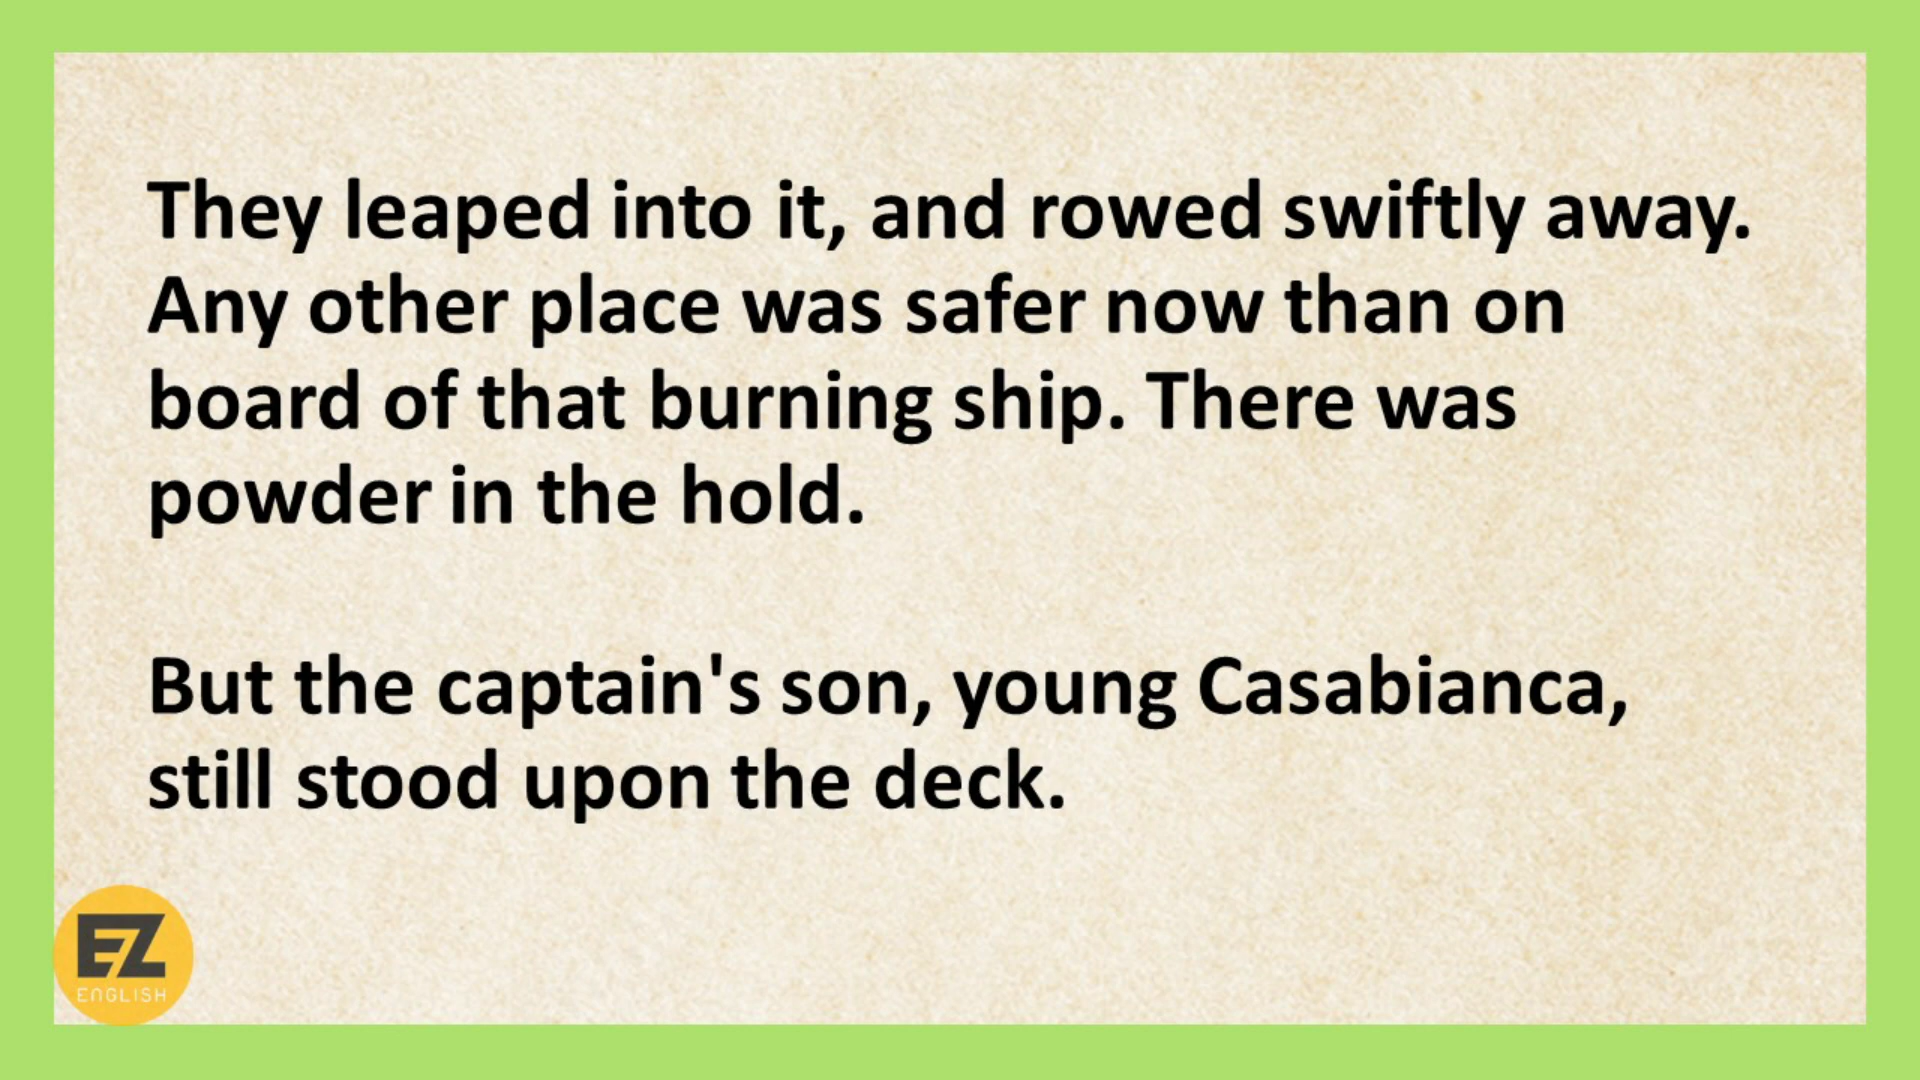 They leaped into it, and rowed swiftly away.
Any other place was safer now than on
board of that burning ship. There was
powder in the hold.
But the captain's son, young Casabianca,
still stood upon the deck.
EZ
ENGLISH